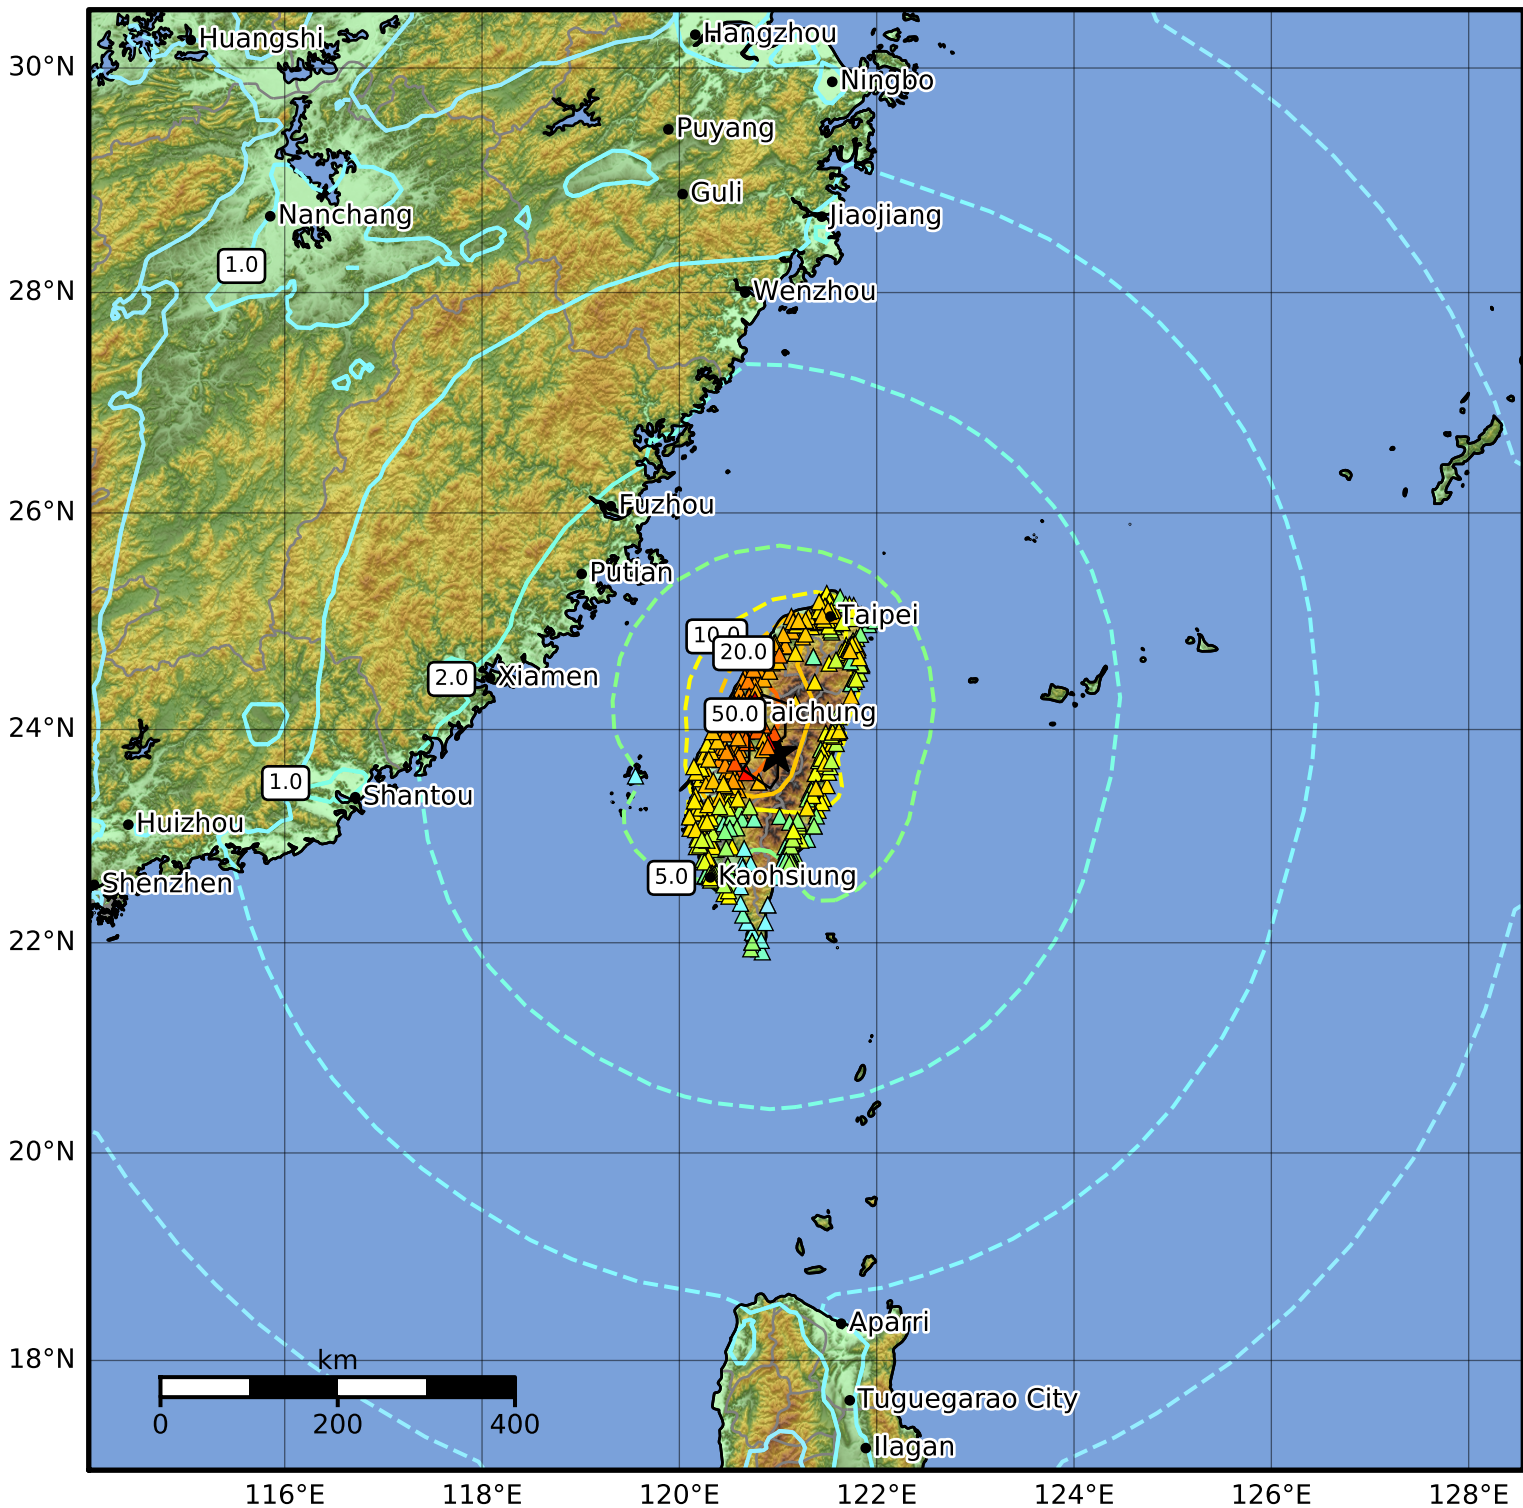 30°N
Huangshi
Hangzhou
Ningbo
Puyang
Guli
Nanchang
Jiaojiang
1.0
28°N
Wenzhou
26°N
Fuzhou
Putian
Taipei
10.0
20.0
2.0
Xiamen
24°N
50.0
aichung
1.0
Shantou
Huizhou
5.0
Kaohsiung
Shenzhen
22°N
20°N
Aparri
18°N
km
0
200
400
Tuguegarao City
Ilagan
116°E
118°E
120°E
122°E
124°E
126°E
128°E